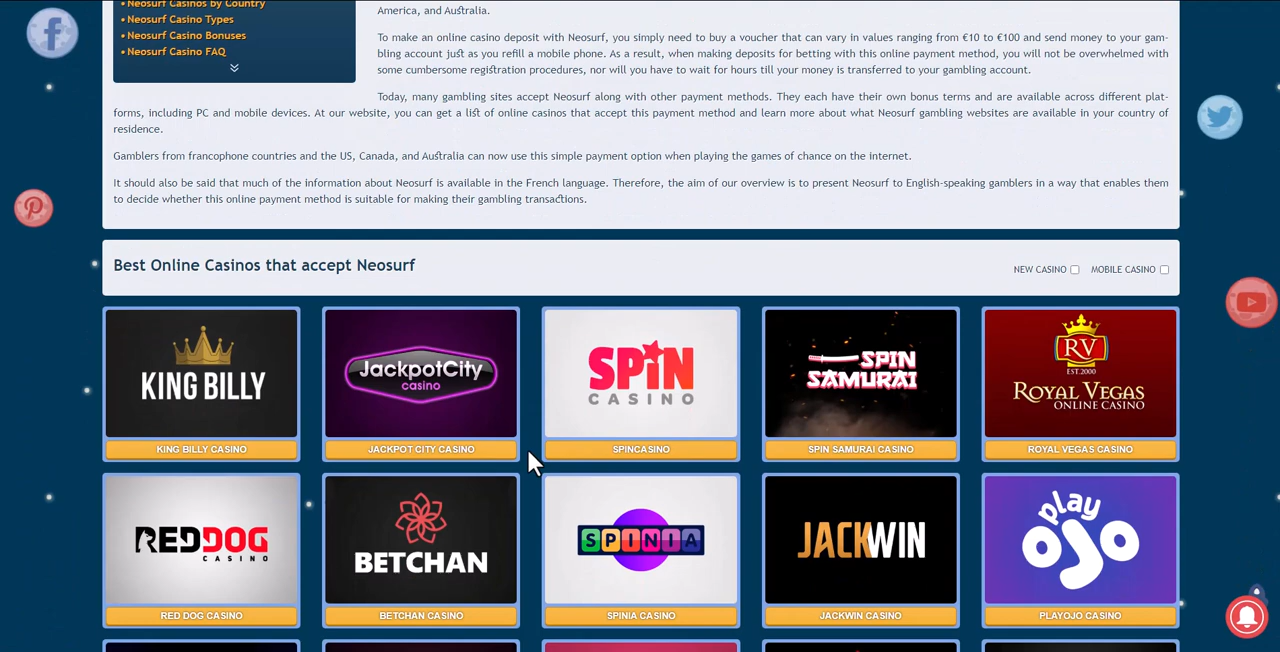 • Neosurf Casinos by Country
• Neosurf Casino Types
• Neosurf Casino Bonuses
• Neosurf Casino FAQ
America, and Australia.
To make an online casino deposit with Neosurf, you simply need to buy a voucher that can vary in values ranging from €10 to €100 and send money to your gam-
bling account just as you refill a mobile phone. As a result, when making deposits for betting with this online payment method, you will not be overwhelmed with
some cumbersome registration procedures, nor will you have to wait for hours till your money is transferred to your gambling account.
Today, many gambling sites accept Neosurf along with other payment methods. They each have their own bonus terms and are available across different plat-
forms, including PC and mobile devices. At our website, you can get a list of online casinos that accept this payment method and learn more about what Neosurf gambling websites are available in your country of
residence.
Gamblers from francophone countries and the US, Canada, and Australia can now use this simple payment option when playing the games of chance on the internet.
It should also be said that much of the information about Neosurf is available in the French language. Therefore, the aim of our overview is to present Neosurf to English-speaking gamblers in a way that enables them
to decide whether this online payment method is suitable for making their gambling transactions.
Best Online Casinos that accept Neosurf
NEW CASINO
MOBILE CASINO
KING BILLY
KING BILLY CASINO
JackpotCity
casino
JACKPOT CITY CASINO
SPIN
CASINO
SPINCASINO
SPIN
SAMURAI
SPIN SAMURAI CASINO
RV
EST.2000
ROYAL VEGAS
ONLINE CASINO
ROYAL VEGAS CASINO
REDDOG
CASINO
RED DOG CASINO
BETCHAN
BETCHAN CASINO
SPINIA
SPINIA CASINO
JACKWIN
JACKWIN CASINO
play
OJO
PLAYOJO CASINO